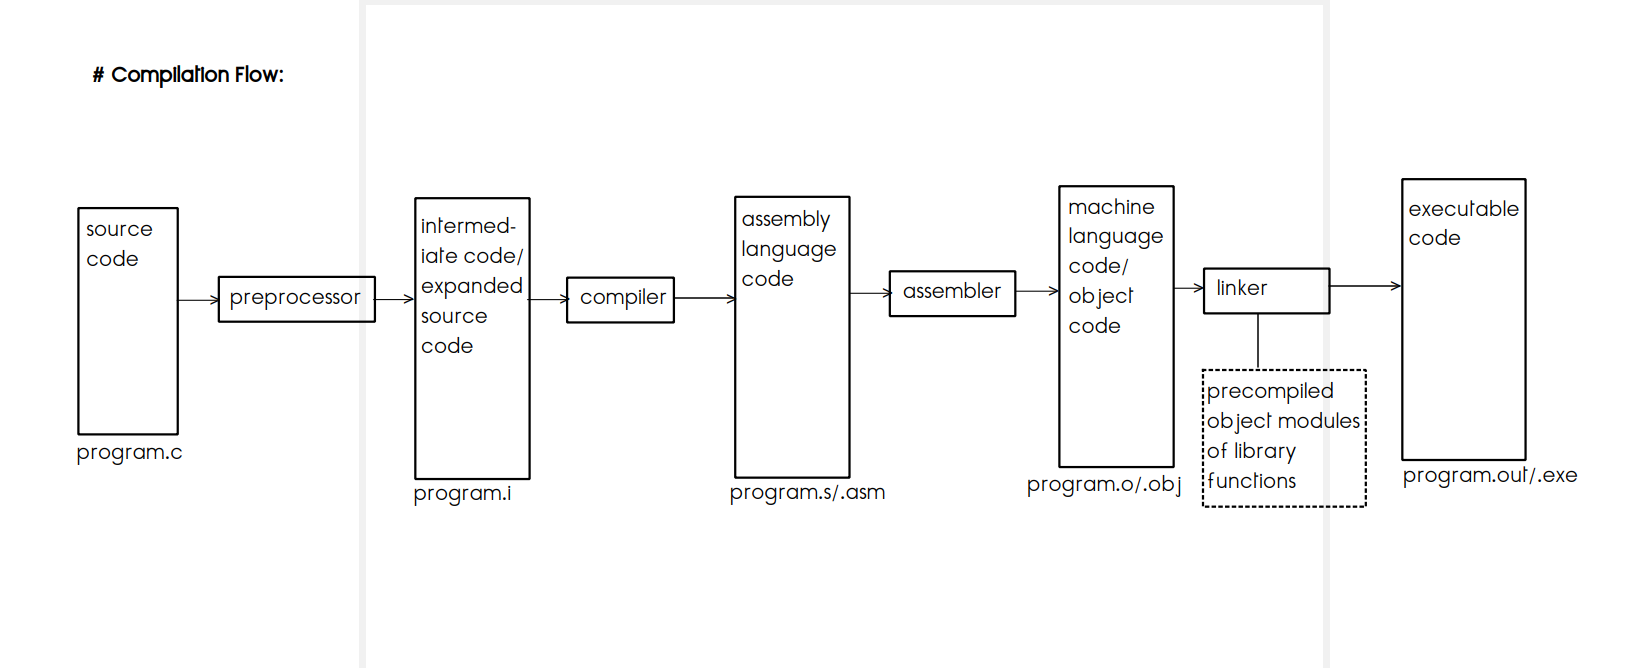 # Compilation Flow:
source
code
program.c
preprocessor
intermed-
iate code/
expanded
source
code
program.i
compiler
assembly
language
code
program.s/.asm
assembler
machine
language
code/
object
code
program.o/.obj
linker
precompiled
object modules
of library
functions
executable
code
program.out/.exe